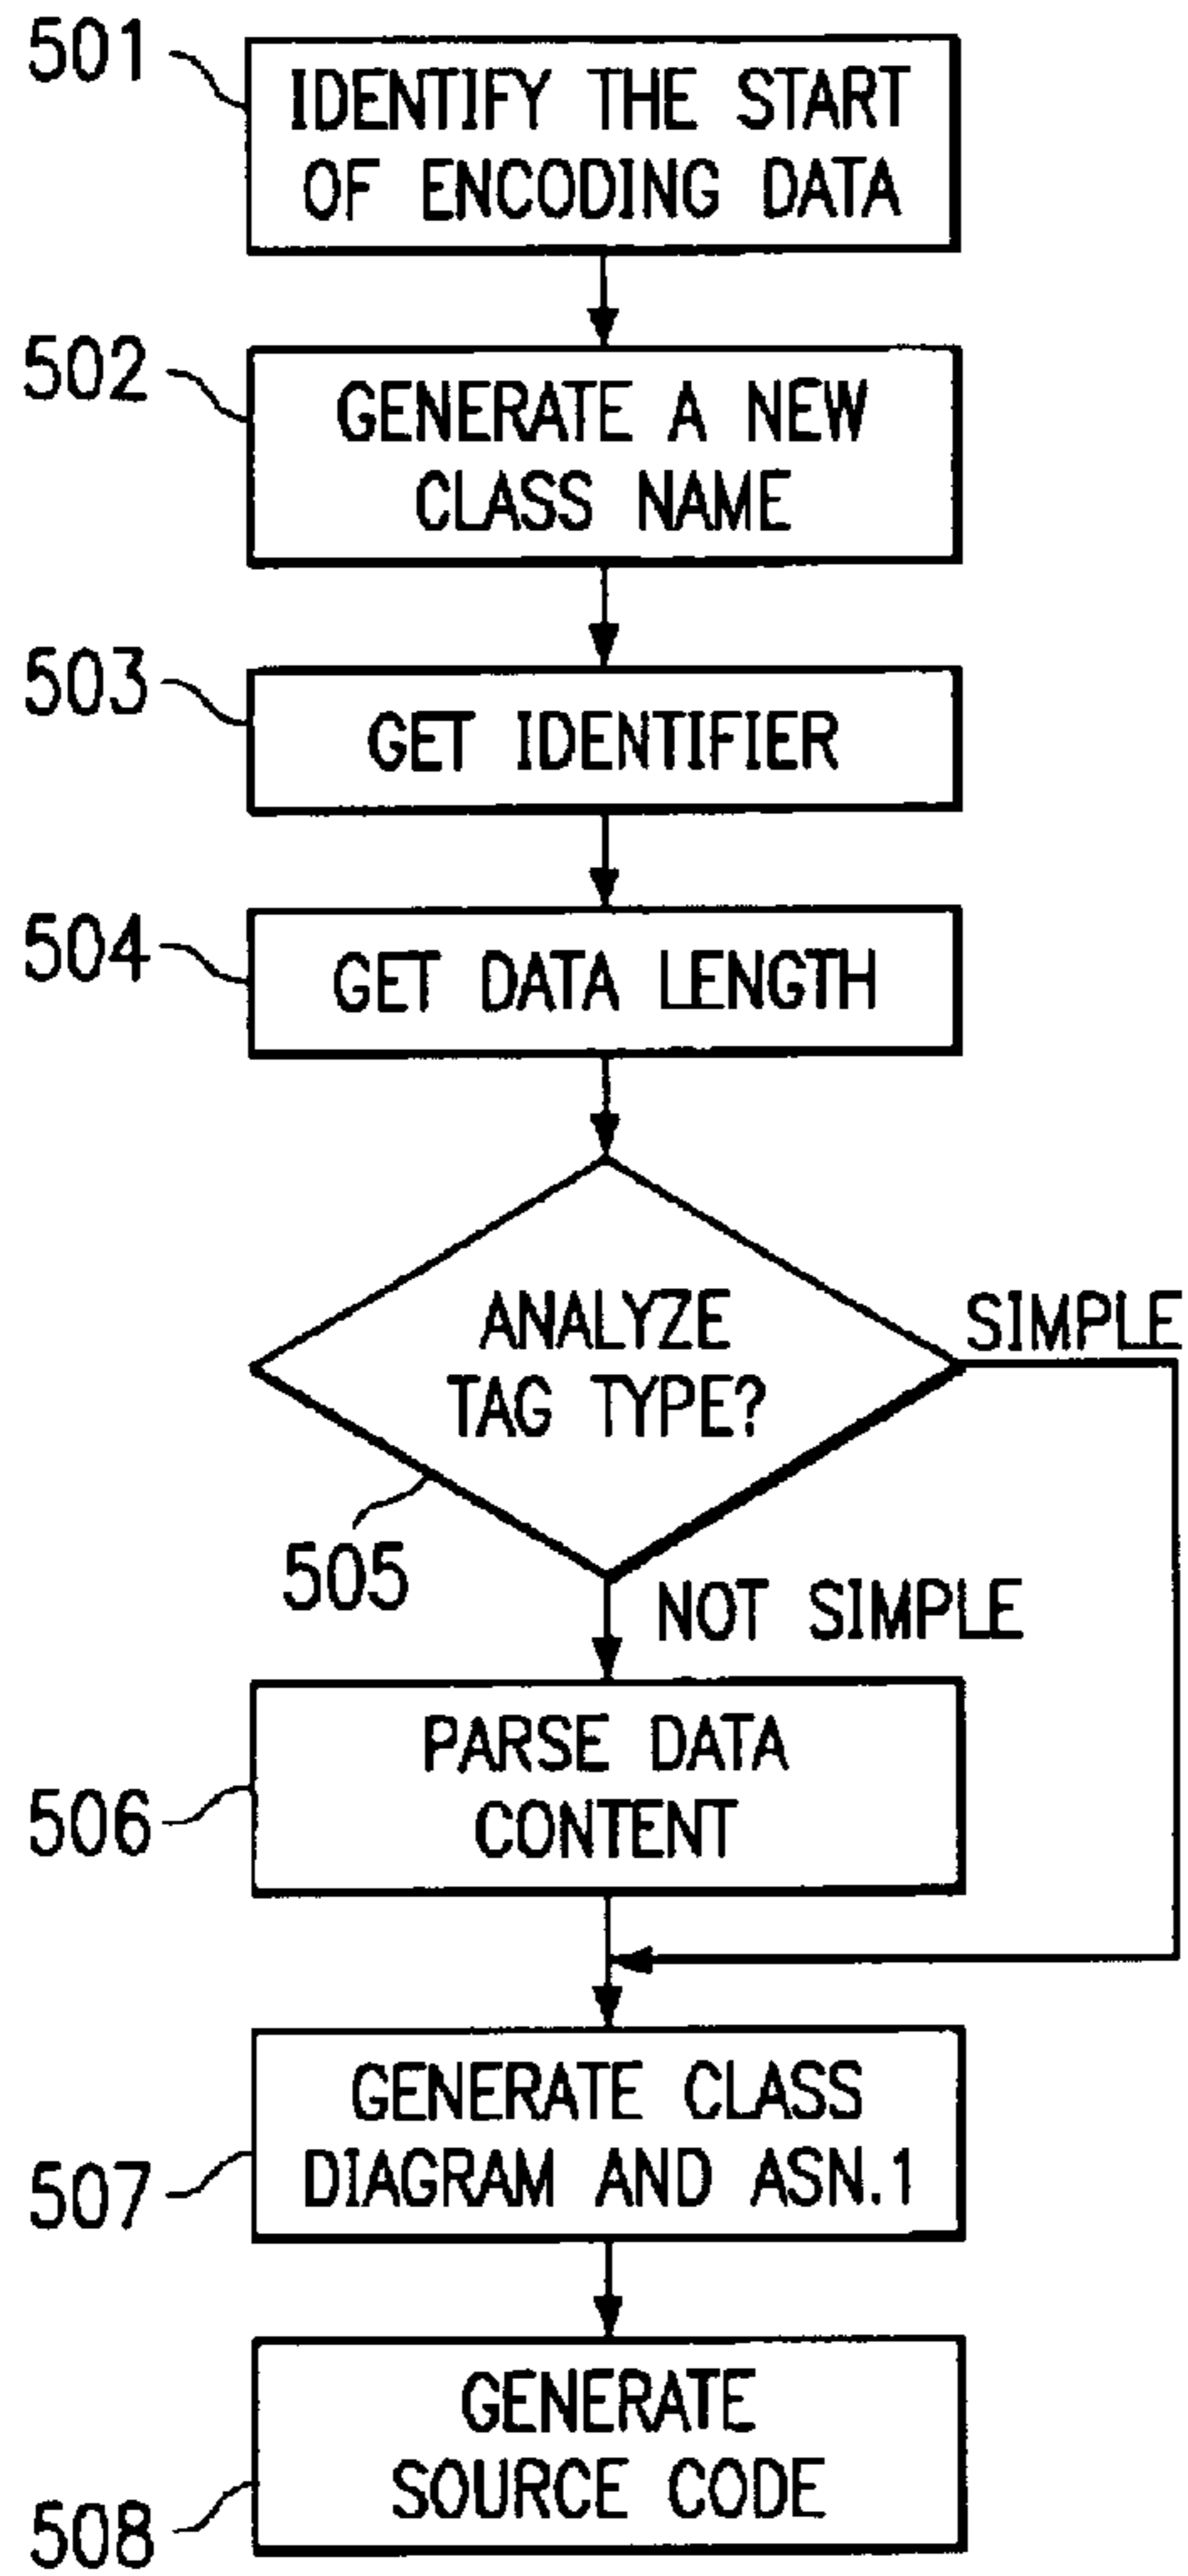 501
IDENTIFY THE START
OF ENCODING DATA
502
GENERATE A NEW
CLASS NAME
503
GET IDENTIFIER
504
GET DATA LENGTH
ANALYZE
TAG TYPE?
SIMPLE
505
NOT SIMPLE
PARSE DATA
CONTENT
506
GENERATE CLASS
DIAGRAM AND ASN.1
507
GENERATE
SOURCE CODE
508